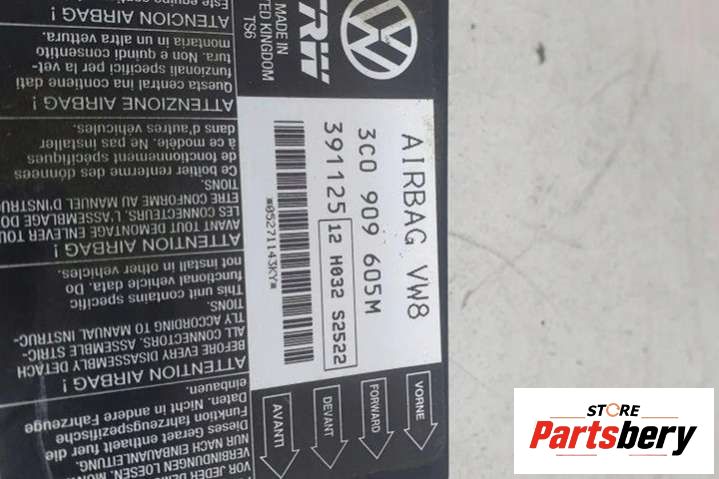 AIRBAG VW8
3C0 909 605M
391125 12 H032 S2522
*05271143KY*
VORNE
FORWARD
DEVANT
AVANTI
TRW
MADE IN
UNITED KINGDOM
TS6
ATTENCION AIRBAG!
montaria in un altra vettura.
tura. Non e quindi consentito
funzionali specifici per la vet-
Questa central ina contiene dati
ATTENZIONE AIRBAG !
dans d'autres véhicules.
à ce modèle. Ne pas installer
de fonctionnement spécifiques
Ce boîtier renferme des données
TIONS.
ETRE CONFORME AU MANUEL D'INSTRUC-
LES CONNECTEURS. L'ASSEMBLAGE DOIT
AVANT TOUT DEMONTAGE ENLEVER TOUS
ATTENTION AIRBAG !
not install in other vehicles.
functional vehicle data. Do
This unit contains specific
TIONS.
TLY ACCORDING TO MANUAL INSTRUC-
ALL CONNECTORS. ASSEMBLE STRIC-
BEFORE EVERY DISASSEMBLY DETACH
ATTENTION AIRBAG !
einbauen.
Daten. Nicht in andere Fahrzeuge
Funktion fahrzeugspezifische
Dieses Geraet enthaelt fuer die
NUR NACH EINBAUANLEITUNG.
VERBINDUNGEN LOESEN.
VOR JEDEM
STORE
Partsbery